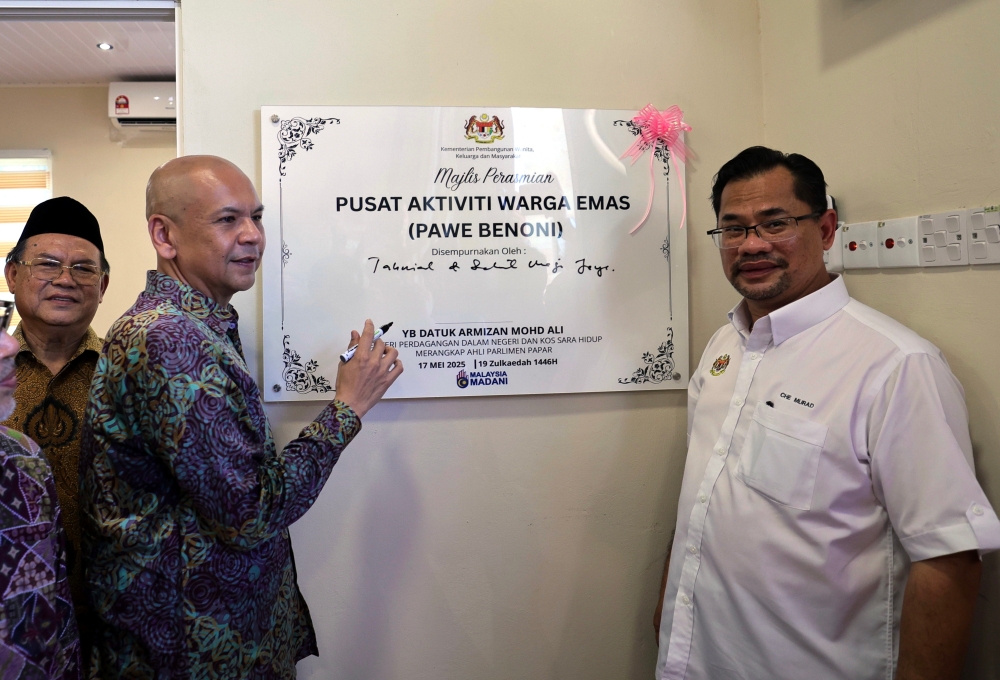 Kementerian Pembangunan Wanita,
Keluarga dan Masyarakat
Majlis Perasmian
PUSAT AKTIVITI WARGA EMAS
(PAWE BENONI)
Disempurnakan Oleh :
YB DATUK ARMIZAN MOHD ALI
ERI PERDAGANGAN DALAM NEGERI DAN KOS SARA HIDUP
MERANGKAP AHLI PARLIMEN PAPAR
17 MEI 2025 | 19 Zulkaedah 1446H
MALAYSIA
MADANI
CHE MURAD